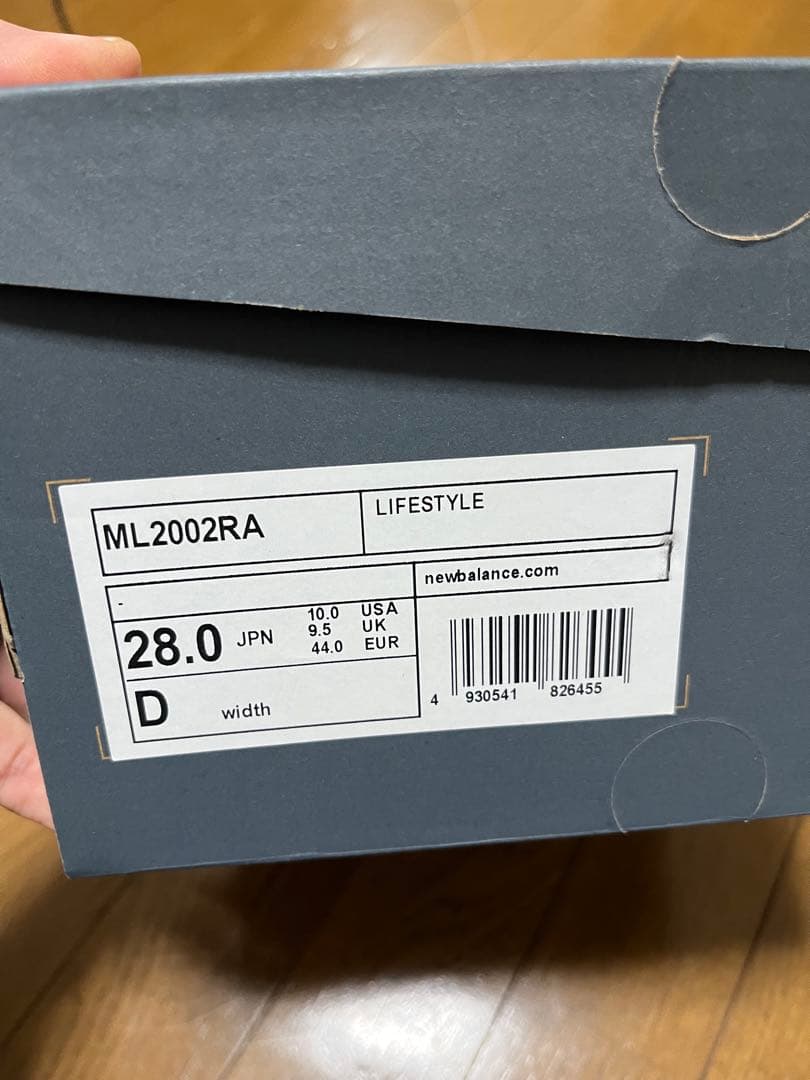 ML2002RA
LIFESTYLE
-
newbalance.com
28.0 JPN
10.0 USA
9.5 UK
44.0 EUR
D width
4 930541 826455